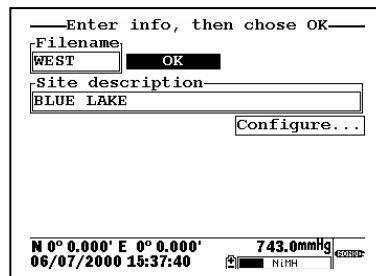 Enter info, then chose OK
Filename
WEST OK
Site description
BLUE LAKE
Configure...
N 0° 0.000' E 0° 0.000' 743.0mmHg
06/07/2000 15:37:40 NiMH